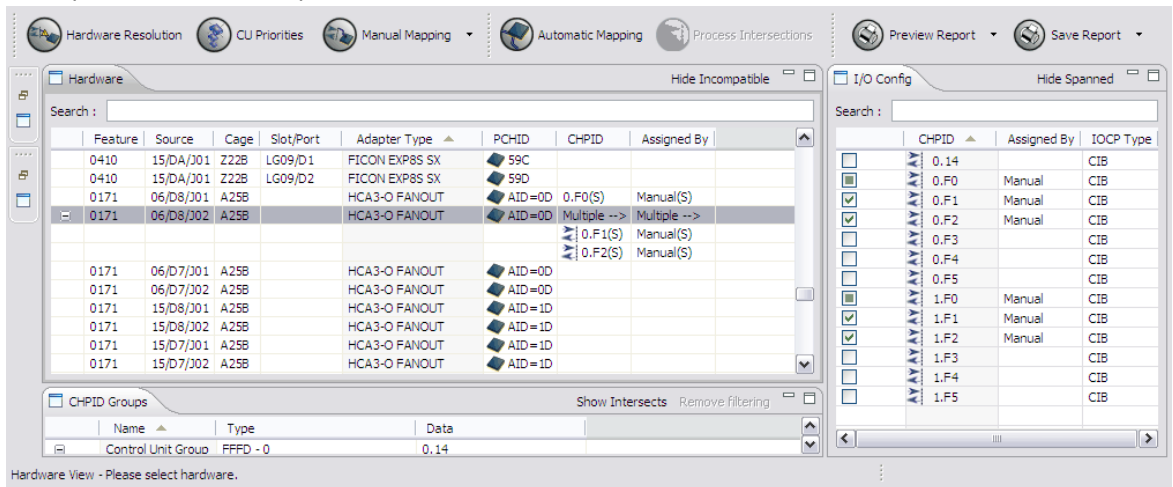 Hardware Resolution CU Priorities Manual Mapping Automatic Mapping Process Intersections Preview Report Save Report
Hardware Hide Incompatible
Search :
Feature Source Cage Slot/Port Adapter Type PCHID CHPID Assigned By
0410 15/DA/J01 Z22B LG09/D1 FICON EXP8S SX 59C
0410 15/DA/J01 Z22B LG09/D2 FICON EXP8S SX 59D
0171 06/D8/J01 A25B HCA3-O FANOUT AID=0D 0.F0(S) Manual(S)
0171 06/D8/J02 A25B HCA3-O FANOUT AID=0D Multiple --> Multiple -->
0.F1(S) Manual(S)
0.F2(S) Manual(S)
0171 06/D7/J01 A25B HCA3-O FANOUT AID=0D
0171 06/D7/J02 A25B HCA3-O FANOUT AID=0D
0171 15/D8/J01 A25B HCA3-O FANOUT AID=1D
0171 15/D8/J02 A25B HCA3-O FANOUT AID=1D
0171 15/D7/J01 A25B HCA3-O FANOUT AID=1D
0171 15/D7/J02 A25B HCA3-O FANOUT AID=1D
CHPID Groups Show Intersects Remove filtering
Name Type Data
Control Unit Group FFFD - 0 0.14
I/O Config Hide Spanned
Search :
CHPID Assigned By IOCP Type
0.14 CIB
0.F0 Manual CIB
0.F1 Manual CIB
0.F2 Manual CIB
0.F3 CIB
0.F4 CIB
0.F5 CIB
1.F0 Manual CIB
1.F1 Manual CIB
1.F2 Manual CIB
1.F3 CIB
1.F4 CIB
1.F5 CIB
Hardware View - Please select hardware.